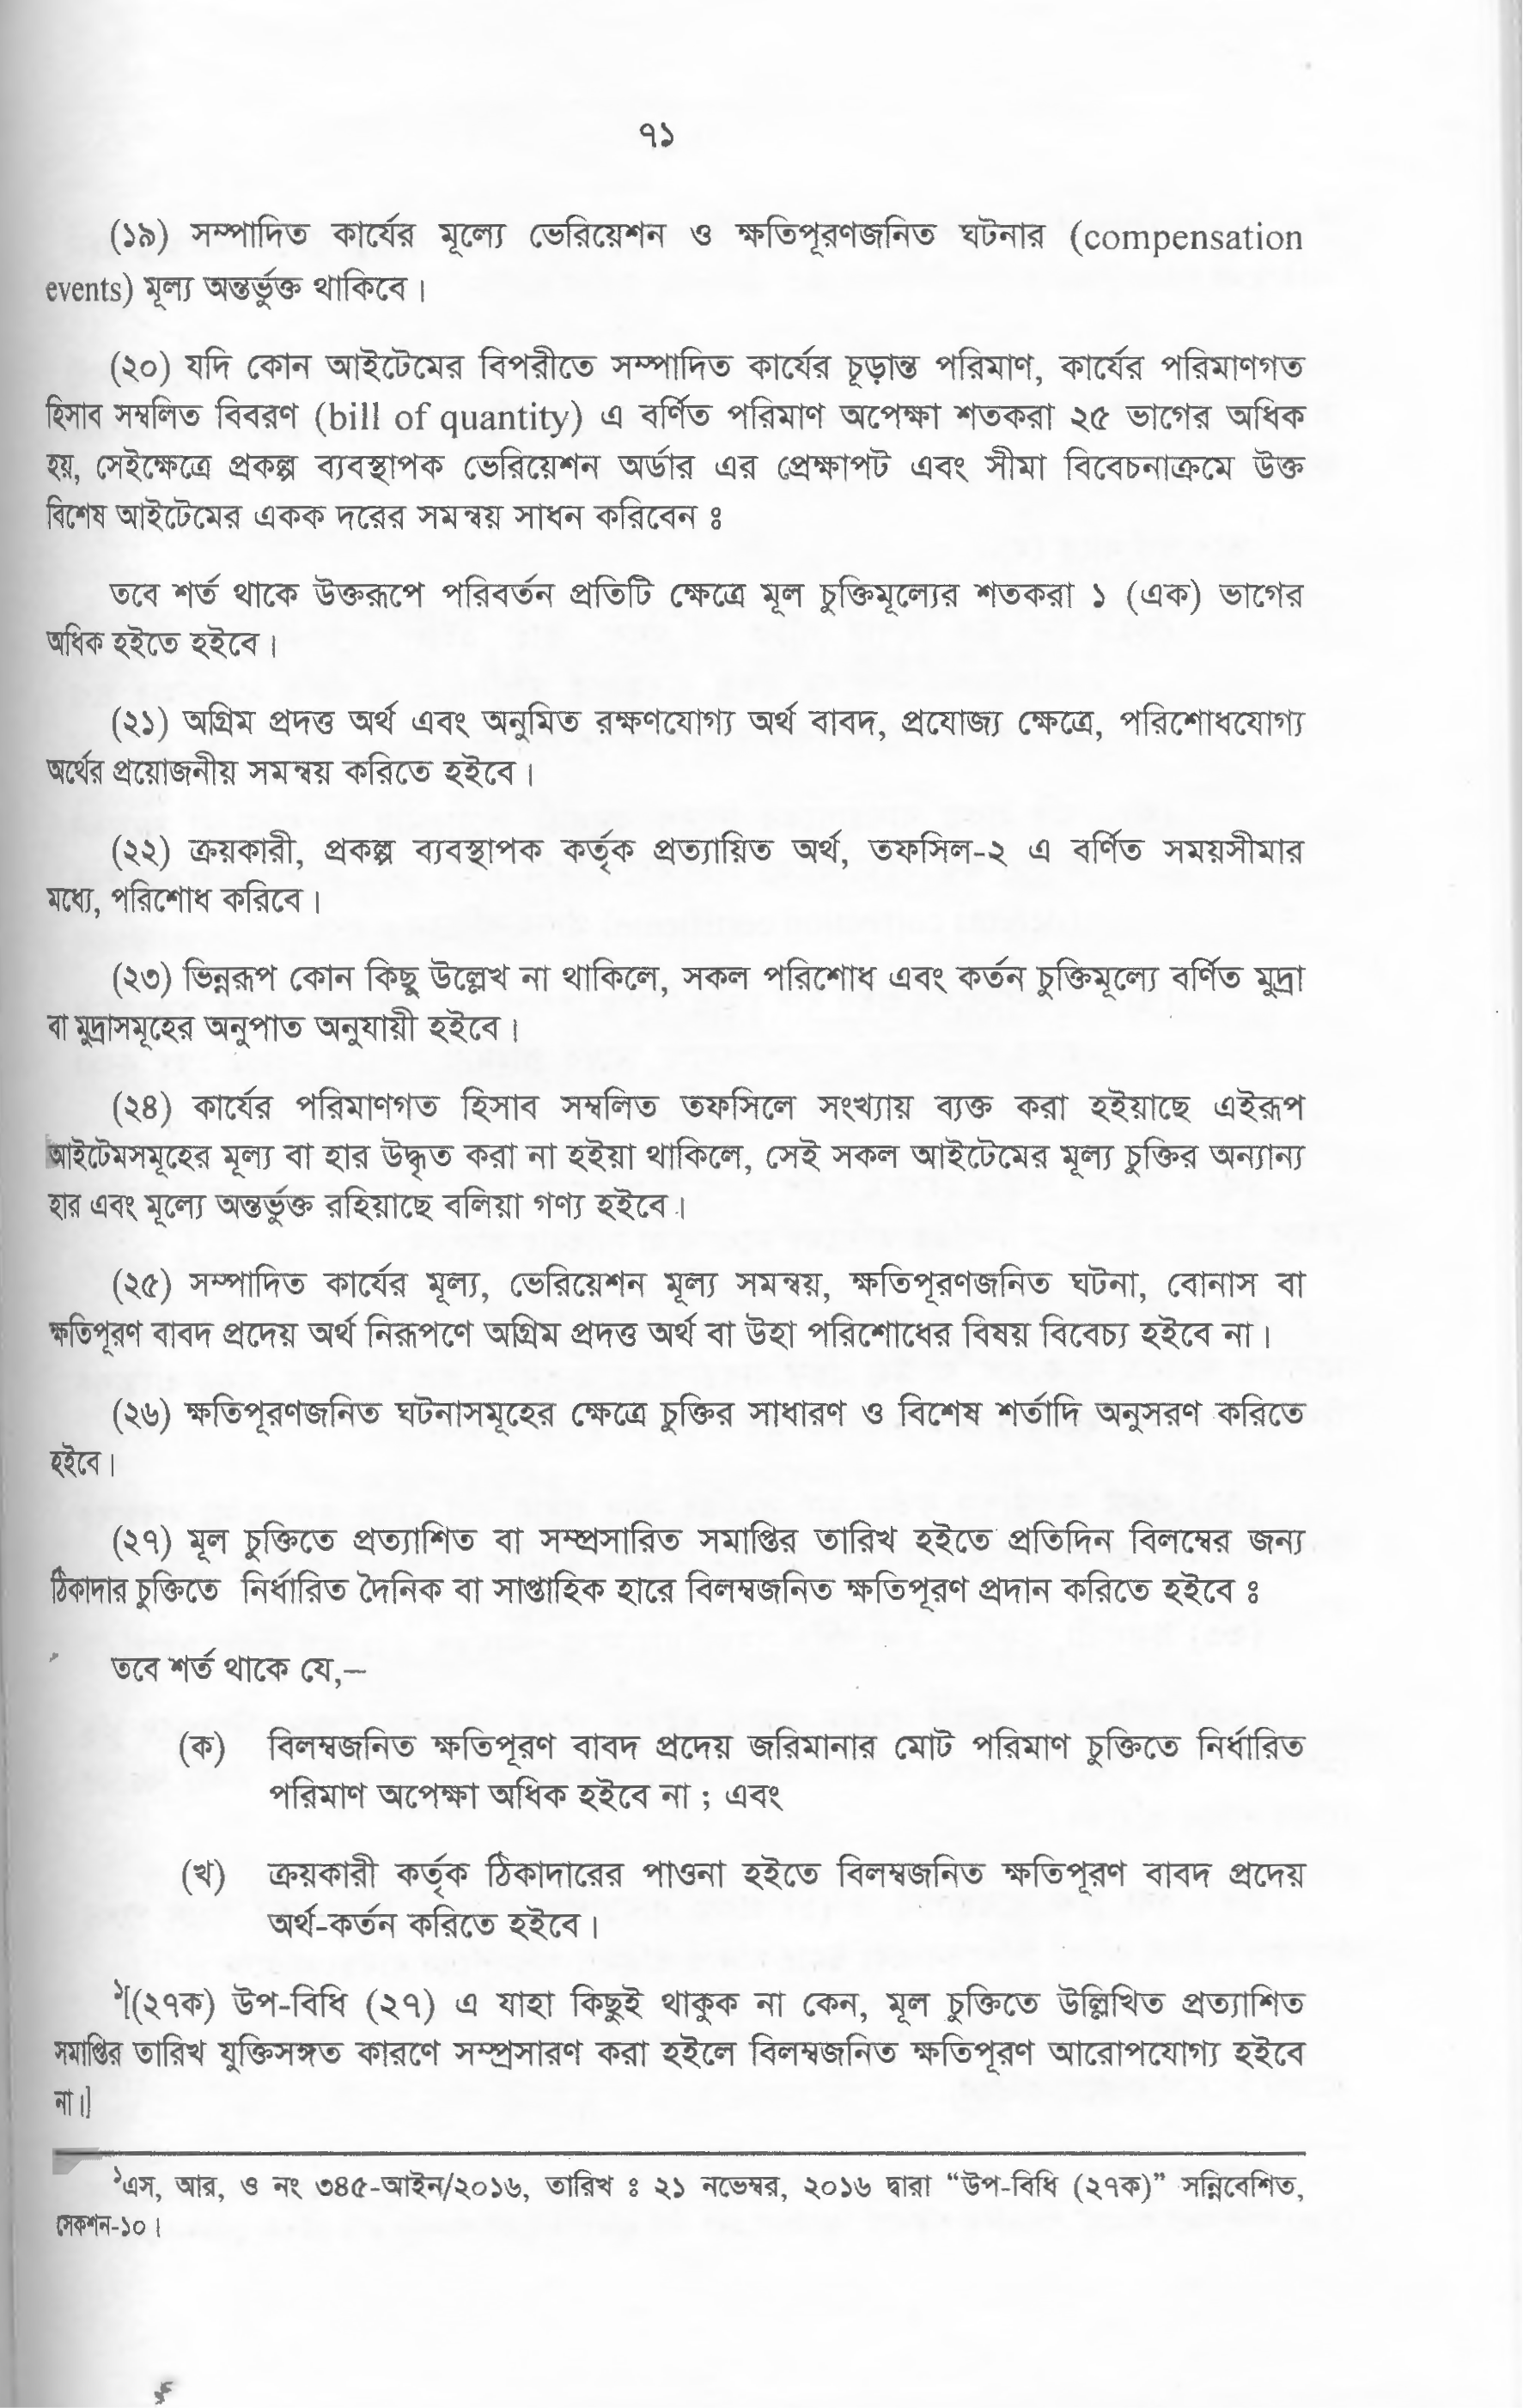 ৭১
(১৯) সম্পাদিত কার্যের মূল্যে ভেরিয়েশন ও ক্ষতিপূরণজনিত ঘটনার (compensation
events) মূল্য অন্তর্ভুক্ত থাকিবে।
(২০) যদি কোন আইটেমের বিপরীতে সম্পাদিত কার্যের চূড়ান্ত পরিমাণ, কার্যের পরিমাণগত
হিসাব সম্বলিত বিবরণ (bill of quantity) এ বর্ণিত পরিমাণ অপেক্ষা শতকরা ২৫ ভাগের অধিক
হয়, সেইক্ষেত্রে প্রকল্প ব্যবস্থাপক ভেরিয়েশন অর্ডার এর প্রেক্ষাপট এবং সীমা বিবেচনাক্রমে উক্ত
বিশেষ আইটেমের একক দরের সমন্বয় সাধন করিবেন ঃ
তবে শর্ত থাকে উক্তরূপে পরিবর্তন প্রতিটি ক্ষেত্রে মূল চুক্তিমূল্যের শতকরা ১ (এক) ভাগের
অধিক হইতে হইবে।
(২১) অগ্রিম প্রদত্ত অর্থ এবং অনুমিত রক্ষণযোগ্য অর্থ বাবদ, প্রযোজ্য ক্ষেত্রে, পরিশোধযোগ্য
অর্থের প্রয়োজনীয় সমন্বয় করিতে হইবে।
(২২) ক্রয়কারী, প্রকল্প ব্যবস্থাপক কর্তৃক প্রত্যায়িত অর্থ, তফসিল-২ এ বর্ণিত সময়সীমার
মধ্যে, পরিশোধ করিবে।
(২৩) ভিন্নরূপ কোন কিছু উল্লেখ না থাকিলে, সকল পরিশোধ এবং কর্তন চুক্তিমূল্যে বর্ণিত মুদ্রা
বা মুদ্রাসমূহের অনুপাত অনুযায়ী হইবে।
(২৪) কার্যের পরিমাণগত হিসাব সম্বলিত তফসিলে সংখ্যায় ব্যক্ত করা হইয়াছে এইরূপ
আইটেমসমূহের মূল্য বা হার উদ্ধৃত করা না হইয়া থাকিলে, সেই সকল আইটেমের মূল্য চুক্তির অন্যান্য
হার এবং মূল্যে অন্তর্ভুক্ত রহিয়াছে বলিয়া গণ্য হইবে।
(২৫) সম্পাদিত কার্যের মূল্য, ভেরিয়েশন মূল্য সমন্বয়, ক্ষতিপূরণজনিত ঘটনা, বোনাস বা
ক্ষতিপূরণ বাবদ প্রদেয় অর্থ নিরূপণে অগ্রিম প্রদত্ত অর্থ বা উহা পরিশোধের বিষয় বিবেচ্য হইবে না।
(২৬) ক্ষতিপূরণজনিত ঘটনাসমূহের ক্ষেত্রে চুক্তির সাধারণ ও বিশেষ শর্তাদি অনুসরণ করিতে
হইবে।
(২৭) মূল চুক্তিতে প্রত্যাশিত বা সম্প্রসারিত সমাপ্তির তারিখ হইতে প্রতিদিন বিলম্বের জন্য
ঠিকাদার চুক্তিতে নির্ধারিত দৈনিক বা সাপ্তাহিক হারে বিলম্বজনিত ক্ষতিপূরণ প্রদান করিতে হইবে ঃ
তবে শর্ত থাকে যে,–
(ক) বিলম্বজনিত ক্ষতিপূরণ বাবদ প্রদেয় জরিমানার মোট পরিমাণ চুক্তিতে নির্ধারিত
পরিমাণ অপেক্ষা অধিক হইবে না ; এবং
(খ) ক্রয়কারী কর্তৃক ঠিকাদারের পাওনা হইতে বিলম্বজনিত ক্ষতিপূরণ বাবদ প্রদেয়
অর্থ-কর্তন করিতে হইবে।
১[(২৭ক) উপ-বিধি (২৭) এ যাহা কিছুই থাকুক না কেন, মূল চুক্তিতে উল্লিখিত প্রত্যাশিত
সমাপ্তির তারিখ যুক্তিসঙ্গত কারণে সম্প্রসারণ করা হইলে বিলম্বজনিত ক্ষতিপূরণ আরোপযোগ্য হইবে
না।]
১এস, আর, ও নং ৩৪৫-আইন/২০১৬, তারিখ ঃ ২১ নভেম্বর, ২০১৬ দ্বারা “উপ-বিধি (২৭ক)” সন্নিবেশিত,
সেকশন-১০।